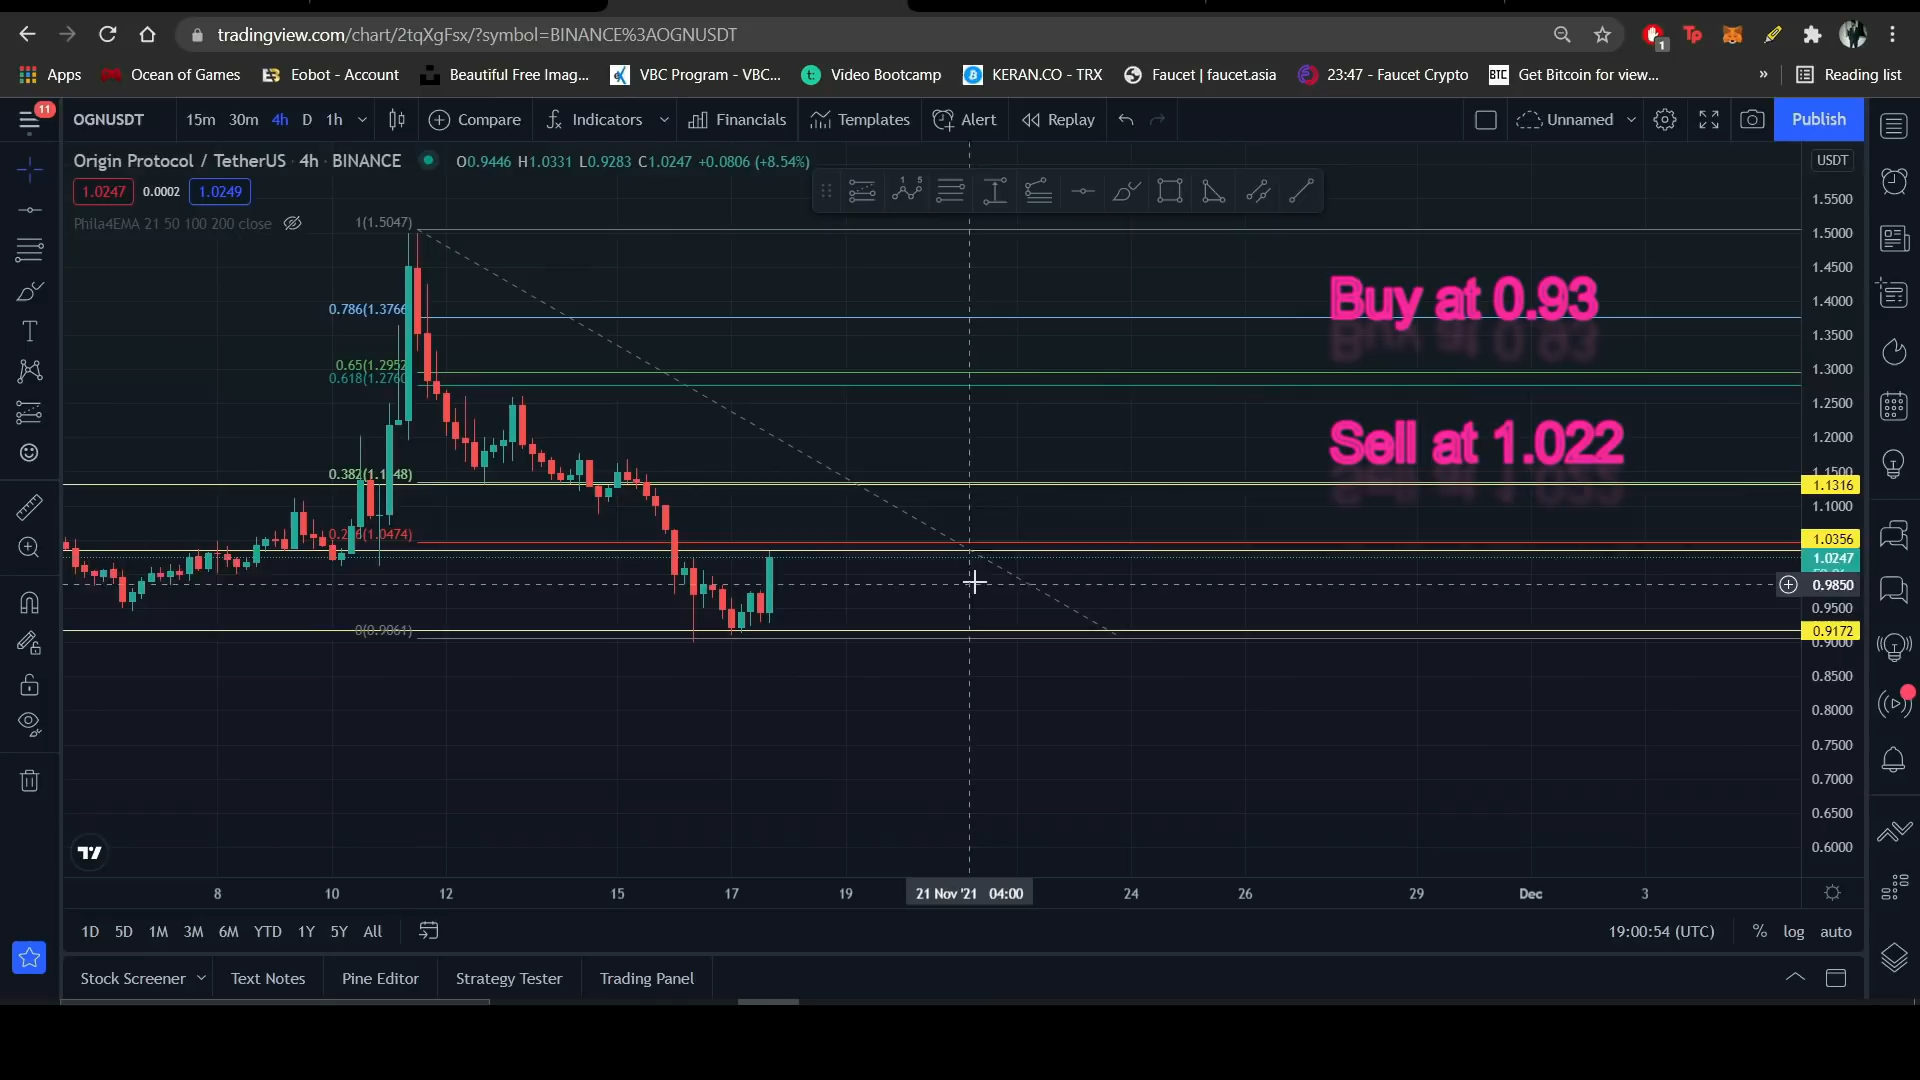 tradingview.com/chart/2tqXgFsx/?symbol=BINANCE%3AOGNUSDT
1
Tp
Apps
Ocean of Games
Eobot - Account
Beautiful Free Imag...
VBC Program - VBC...
Video Bootcamp
KERAN.CO - TRX
Faucet | faucet.asia
23:47 - Faucet Crypto
BTC
Get Bitcoin for view...
»
Reading list
11
OGNUSDT
15m 30m 4h D 1h
Compare
Indicators
Financials
Templates
Alert
Replay
Unnamed
Publish
Origin Protocol / TetherUS · 4h · BINANCE
O0.9446 H1.0331 L0.9283 C1.0247 +0.0806 (+8.54%)
USDT
1.0247 0.0002 1.0249
Phila4EMA 21 50 100 200 close
1(1.5047)
0.786(1.3766
0.65(1.2952
0.618(1.2760
0(0.9061)
Buy at 0.93
Sell at 1.022
1.5500
1.5000
1.4500
1.4000
1.3500
1.3000
1.2500
1.2000
1.1500
1.1316
1.1000
1.0356
1.0247
0.9850
0.9500
0.9172
0.9000
0.8500
0.8000
0.7500
0.7000
0.6500
0.6000
8 10 12 15 17 19 21 Nov '21 04:00 24 26 29 Dec 3
1D 5D 1M 3M 6M YTD 1Y 5Y All
19:00:54 (UTC) % log auto
Stock Screener
Text Notes
Pine Editor
Strategy Tester
Trading Panel